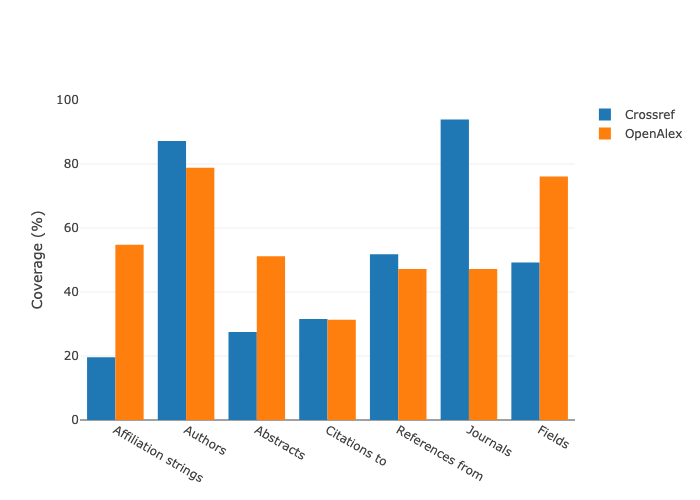 Crossref
OpenAlex
Coverage (%)
100
80
60
40
20
0
Affiliation strings
Authors
Abstracts
Citations to
References from
Journals
Fields